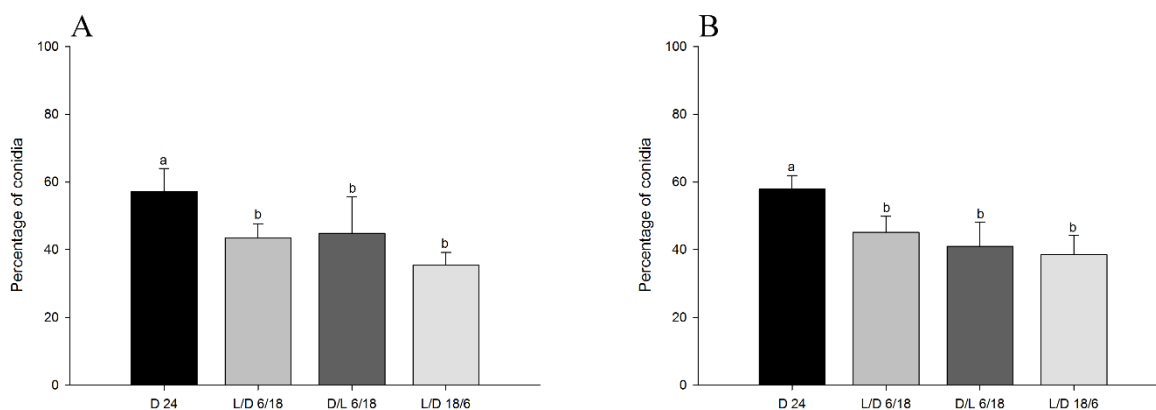 A
Percentage of conidia
100
80
60
40
20
0
a
b
b
b
D 24
L/D 6/18
D/L 6/18
L/D 18/6
B
Percentage of conidia
100
80
60
40
20
0
a
b
b
b
D 24
L/D 6/18
D/L 6/18
L/D 18/6